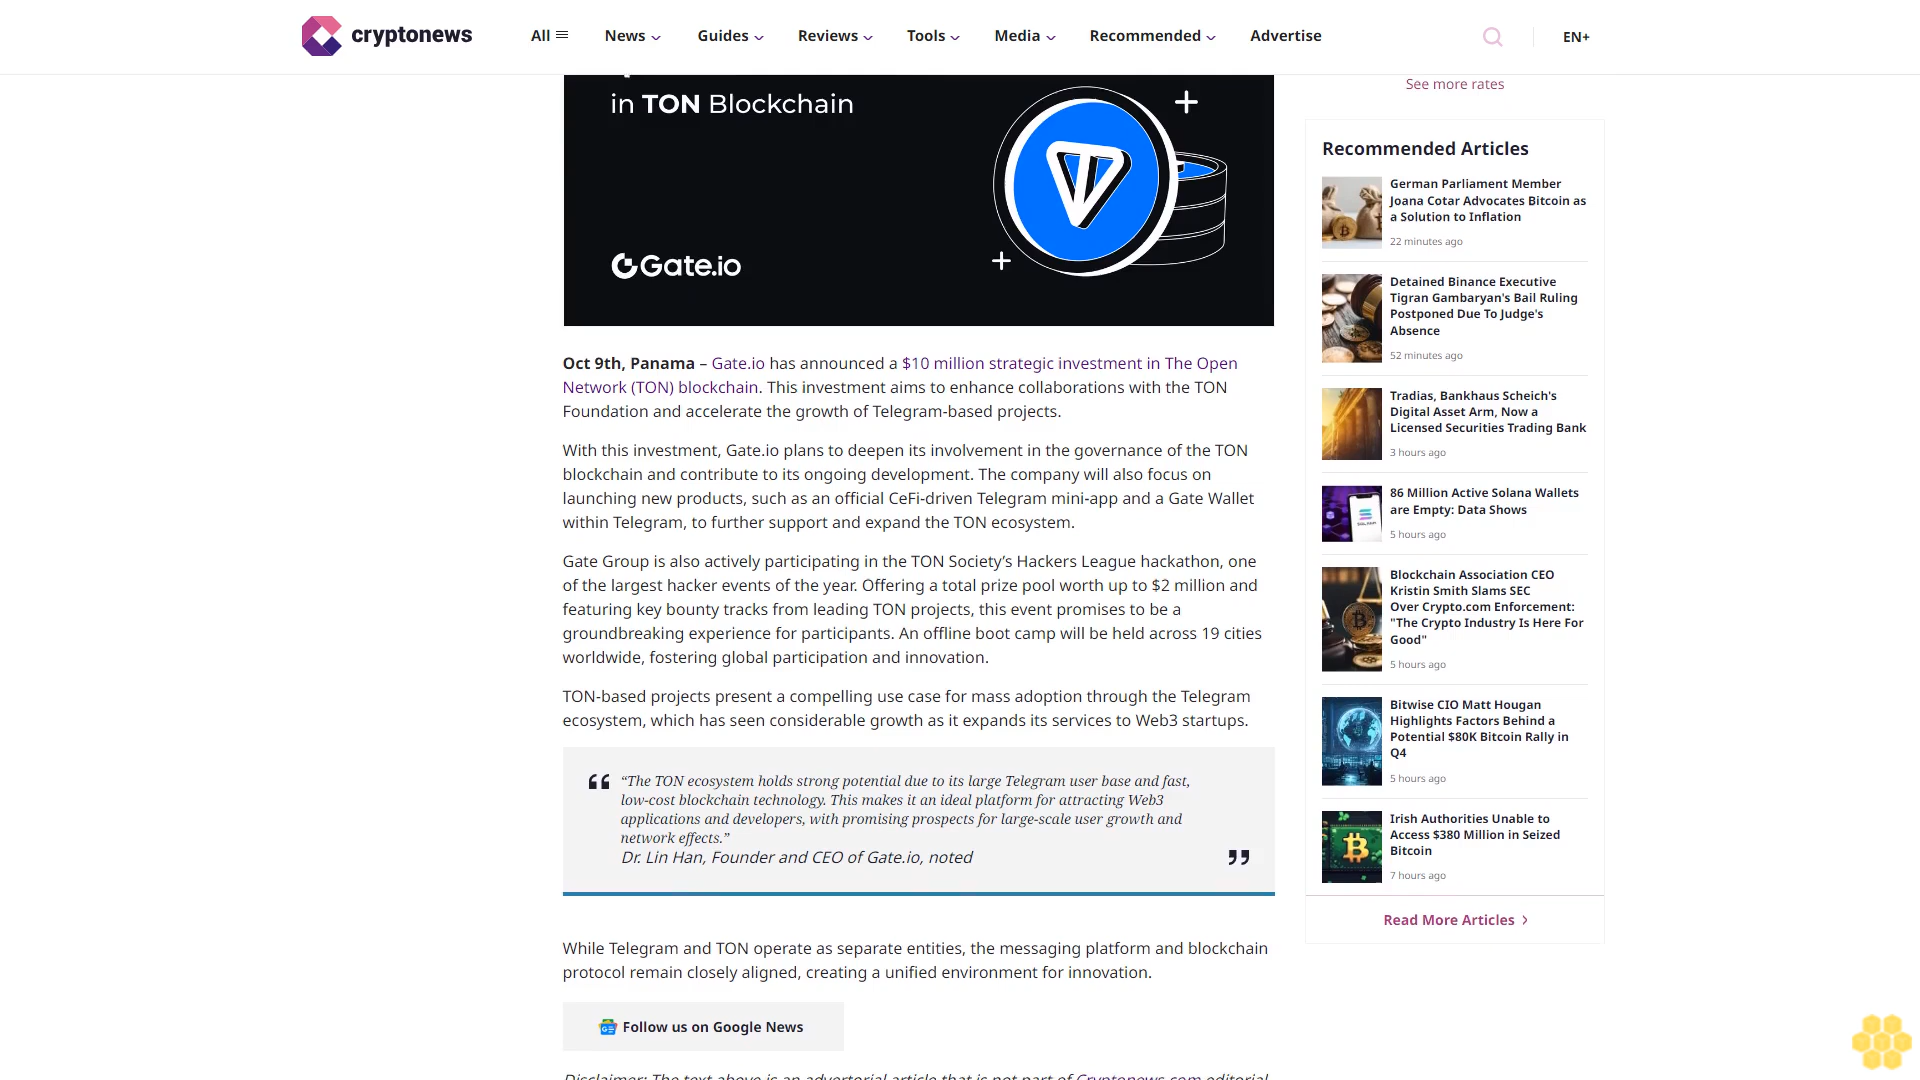 cryptonews
All
News
Guides
Reviews
Tools
Media
Recommended
Advertise
EN+
in TON Blockchain
Gate.io
Oct 9th, Panama – Gate.io has announced a $10 million strategic investment in The Open
Network (TON) blockchain. This investment aims to enhance collaborations with the TON
Foundation and accelerate the growth of Telegram-based projects.
With this investment, Gate.io plans to deepen its involvement in the governance of the TON
blockchain and contribute to its ongoing development. The company will also focus on
launching new products, such as an official CeFi-driven Telegram mini-app and a Gate Wallet
within Telegram, to further support and expand the TON ecosystem.
Gate Group is also actively participating in the TON Society’s Hackers League hackathon, one
of the largest hacker events of the year. Offering a total prize pool worth up to $2 million and
featuring key bounty tracks from leading TON projects, this event promises to be a
groundbreaking experience for participants. An offline boot camp will be held across 19 cities
worldwide, fostering global participation and innovation.
TON-based projects present a compelling use case for mass adoption through the Telegram
ecosystem, which has seen considerable growth as it expands its services to Web3 startups.
“The TON ecosystem holds strong potential due to its large Telegram user base and fast,
low-cost blockchain technology. This makes it an ideal platform for attracting Web3
applications and developers, with promising prospects for large-scale user growth and
network effects.”
Dr. Lin Han, Founder and CEO of Gate.io, noted
While Telegram and TON operate as separate entities, the messaging platform and blockchain
protocol remain closely aligned, creating a unified environment for innovation.
Follow us on Google News
Disclaimer: The text above is an advertorial article that is not part of Cryptonews.com editorial
See more rates
Recommended Articles
German Parliament Member
Joana Cotar Advocates Bitcoin as
a Solution to Inflation
22 minutes ago
Detained Binance Executive
Tigran Gambaryan's Bail Ruling
Postponed Due To Judge's
Absence
52 minutes ago
Tradias, Bankhaus Scheich's
Digital Asset Arm, Now a
Licensed Securities Trading Bank
3 hours ago
86 Million Active Solana Wallets
are Empty: Data Shows
5 hours ago
Blockchain Association CEO
Kristin Smith Slams SEC
Over Crypto.com Enforcement:
"The Crypto Industry Is Here For
Good"
5 hours ago
Bitwise CIO Matt Hougan
Highlights Factors Behind a
Potential $80K Bitcoin Rally in
Q4
5 hours ago
Irish Authorities Unable to
Access $380 Million in Seized
Bitcoin
7 hours ago
Read More Articles